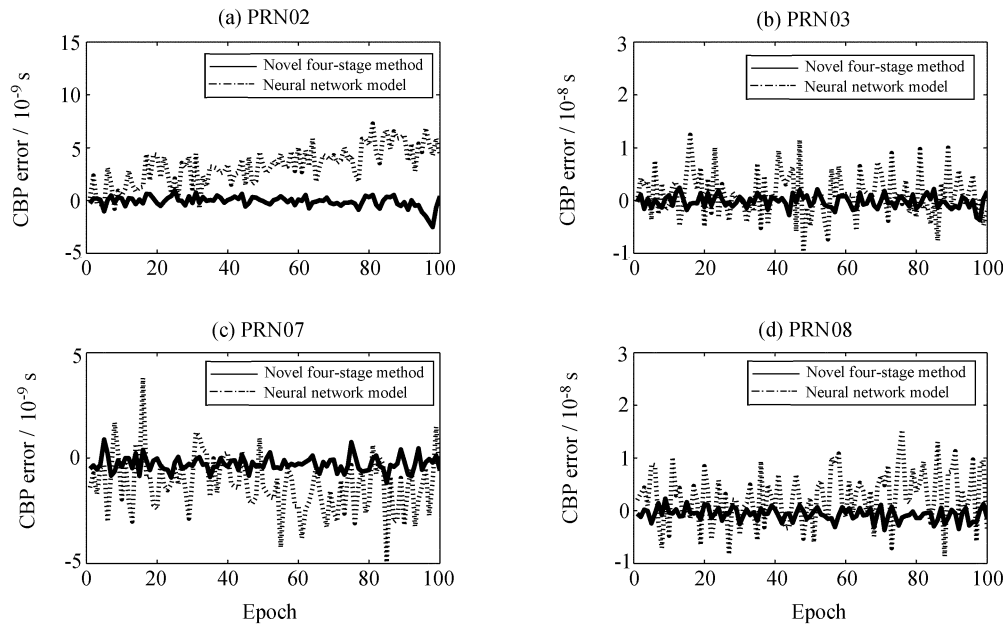 (a) PRN02
15
10
5
0
-5
CBP error / 10⁻⁹ s
Novel four-stage method
Neural network model
0 20 40 60 80 100
(b) PRN03
3
2
1
0
-1
CBP error / 10⁻⁸ s
Novel four-stage method
Neural network model
0 20 40 60 80 100
(c) PRN07
5
0
-5
CBP error / 10⁻⁹ s
Novel four-stage method
Neural network model
0 20 40 60 80 100
Epoch
(d) PRN08
3
2
1
0
-1
CBP error / 10⁻⁸ s
Novel four-stage method
Neural network model
0 20 40 60 80 100
Epoch